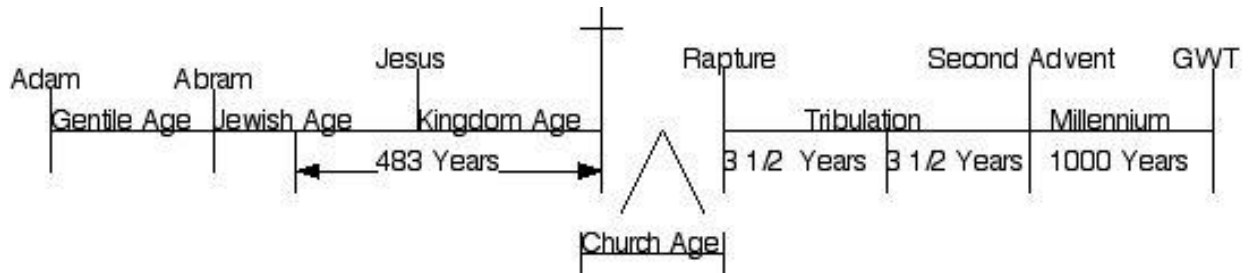 Jesus
Rapture
Second Advent
GWT
Adam
Abram
Gentile Age
Jewish Age
Kingdom Age
Tribulation
Millennium
483 Years
3 1/2 Years
3 1/2 Years
1000 Years
Church Age